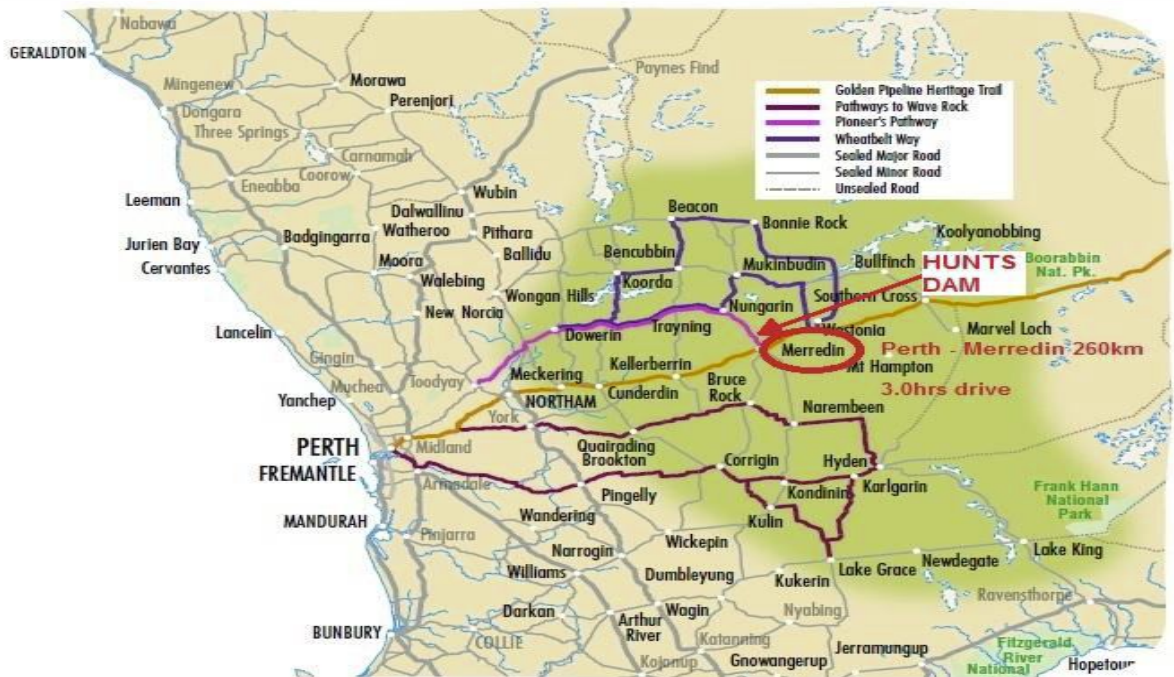 Nabawa
GERALDTON
Paynes Find
Mingenew
Morawa
Perenjori
Dongara
Three Springs
Carnamah
Coorow
Eneabba
Golden Pipeline Heritage Trail
Pathways to Wave Rock
Pioneer's Pathway
Wheatbelt Way
Sealed Major Road
Sealed Minor Road
Unsealed Road
Leeman
Wubin
Dalwallinu
Watheroo
Pithara
Badgingarra
Ballidu
Jurien Bay
Cervantes
Moora
Walebing
Beacon
Bonnie Rock
Koolyanobbing
Bencubbin
Mukinbudin
Bullfinch
HUNTS
DAM
Boorabbin
Nat. Pk.
Koorda
Wongan Hills
Nungarin
Southern Cross
New Norcia
Lancelin
Dowerin
Trayning
Westonia
Marvel Loch
Merredin
Perth - Merredin 260km
Mt Hampton
3.0hrs drive
Gingin
Muchea
Toodyay
Meckering
Kellerberrin
Yanchep
NORTHAM
Cunderdin
Bruce
Rock
Narembeen
York
PERTH
Midland
FREMANTLE
Quairading
Brookton
Corrigin
Hyden
Armadale
Pingelly
Kondinin
Karlgarin
Frank Hann
National
Park
MANDURAH
Wandering
Kulin
Pinjarra
Narrogin
Wickepin
Lake King
Newdegate
Lake Grace
Williams
Dumbleyung
Kukerin
Ravensthorpe
Darkan
Wagin
Nyabing
Arthur
River
BUNBURY
COLLIE
Katanning
Jerramungup
Fitzgerald
River
National
Kojonup
Gnowangerup
Hopetoun